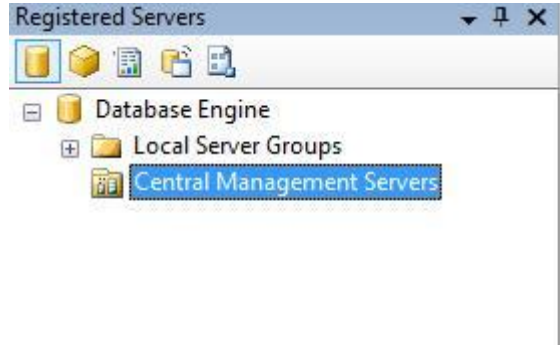 Registered Servers
Database Engine
Local Server Groups
Central Management Servers